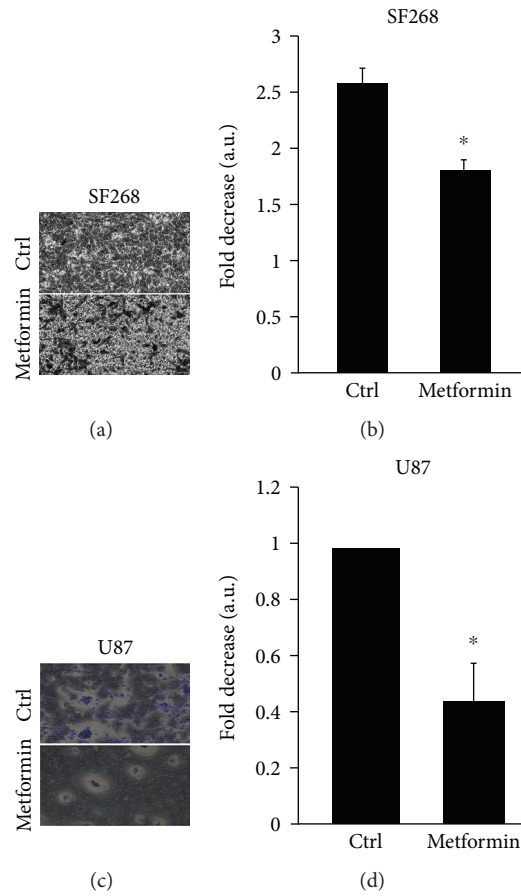 SF268
Ctrl
Metformin
(a)
SF268
Fold decrease (a.u.)
3
2.5
2
1.5
1
0.5
0
*
Ctrl
Metformin
(b)
U87
Ctrl
Metformin
(c)
U87
Fold decrease (a.u.)
1.2
1
0.8
0.6
0.4
0.2
0
*
Ctrl
Metformin
(d)